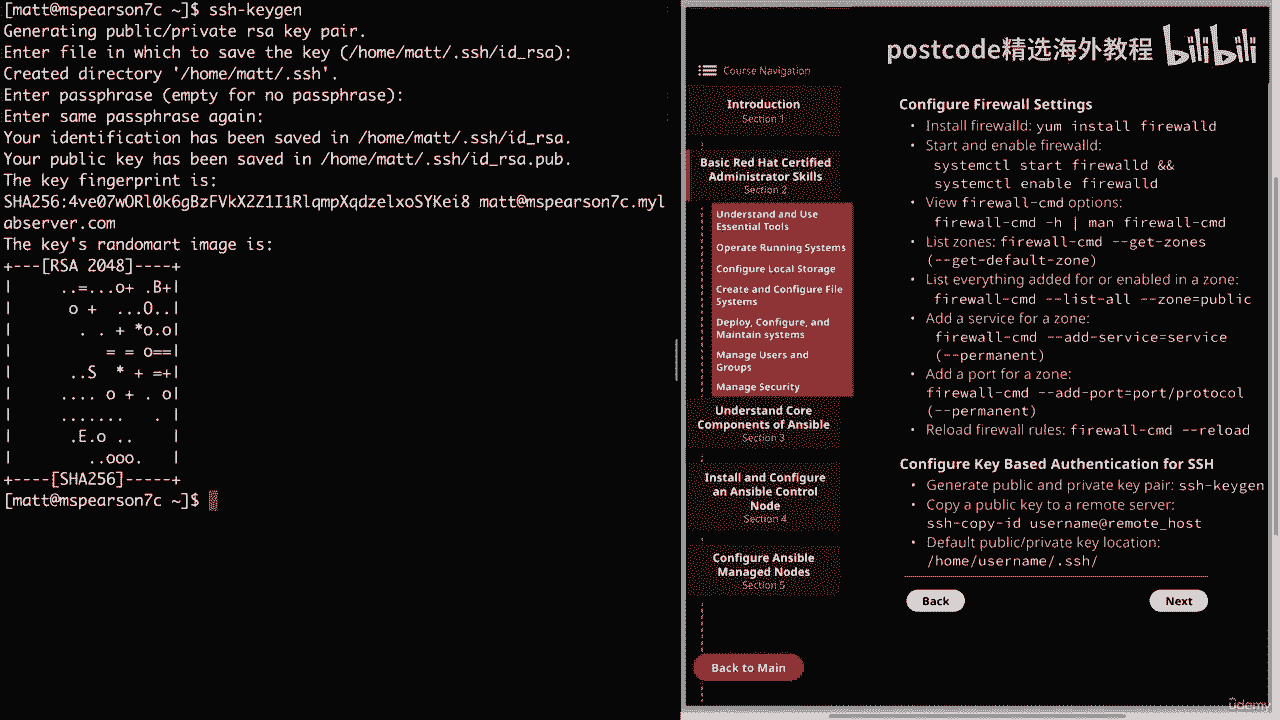 [matt@mspearson7c ~]$ ssh-keygen
Generating public/private rsa key pair.
Enter file in which to save the key (/home/matt/.ssh/id_rsa):
Created directory '/home/matt/.ssh'.
Enter passphrase (empty for no passphrase):
Enter same passphrase again:
Your identification has been saved in /home/matt/.ssh/id_rsa.
Your public key has been saved in /home/matt/.ssh/id_rsa.pub.
The key fingerprint is:
SHA256:4ve07wORl0k6gBzFVkX2Z1I1RlqmpXqdzelxoSYKei8 matt@mspearson7c.myl
abserver.com
The key's randomart image is:
+---[RSA 2048]----+
|     ..=...o+ .B+|
|      o +  ...O..|
|       . . + *o.o|
|          = = o==|
|      ..S  * + =+|
|     .... o + . o|
|     .......   . |
|      .E.o ..    |
|       ..ooo.    |
+----[SHA256]-----+
[matt@mspearson7c ~]$
postcode精选海外教程 bilibili
Course Navigation
Introduction
Section 1
Basic Red Hat Certified
Administrator Skills
Section 2
Understand and Use
Essential Tools
Operate Running Systems
Configure Local Storage
Create and Configure File
Systems
Deploy, Configure, and
Maintain systems
Manage Users and
Groups
Manage Security
Understand Core
Components of Ansible
Section 3
Install and Configure
an Ansible Control
Node
Section 4
Configure Ansible
Managed Nodes
Section 5
Back to Main
Configure Firewall Settings
• Install firewalld: yum install firewalld
• Start and enable firewalld:
systemctl start firewalld &&
systemctl enable firewalld
• View firewall-cmd options:
firewall-cmd -h | man firewall-cmd
• List zones: firewall-cmd --get-zones
(--get-default-zone)
• List everything added for or enabled in a zone:
firewall-cmd --list-all --zone=public
• Add a service for a zone:
firewall-cmd --add-service=service
(--permanent)
• Add a port for a zone:
firewall-cmd --add-port=port/protocol
(--permanent)
• Reload firewall rules: firewall-cmd --reload
Configure Key Based Authentication for SSH
• Generate public and private key pair: ssh-keygen
• Copy a public key to a remote server:
ssh-copy-id username@remote_host
• Default public/private key location:
/home/username/.ssh/
Back
Next
ûdemy